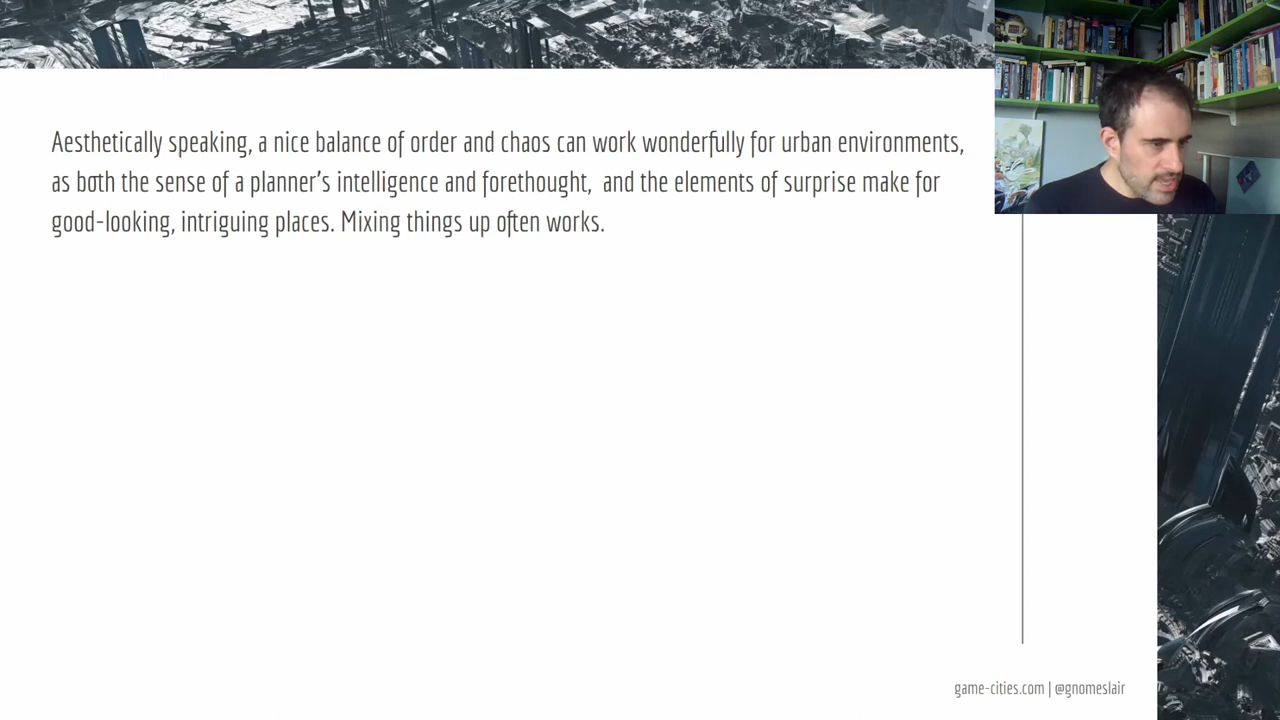 Aesthetically speaking, a nice balance of order and chaos can work wonderfully for urban environments,
as both the sense of a planner's intelligence and forethought,  and the elements of surprise make for
good-looking, intriguing places. Mixing things up often works.
game-cities.com | @gnomeslair